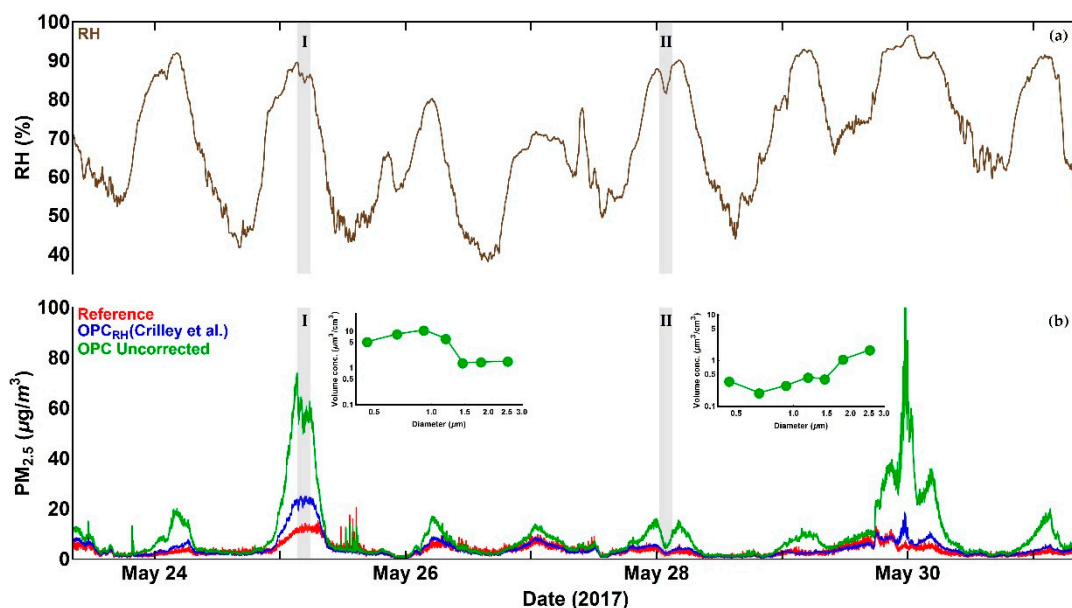 100
90
80
70
60
50
40
RH (%)
RH
I
II
(a)
100
80
60
40
20
0
PM2.5 (μg/m³)
Reference
OPCRH(Crilley et al.)
OPC Uncorrected
I
II
(b)
Volume conc. (μm³/cm³)
10
5
1
0.5
0.1
0.5 1.0 1.5 2.0 2.5 3.0
Diameter (μm)
Volume conc. (μm³/cm³)
10
5
1
0.5
0.1
0.5 1.0 1.5 2.0 2.5 3.0
Diameter (μm)
May 24 May 26 May 28 May 30
Date (2017)